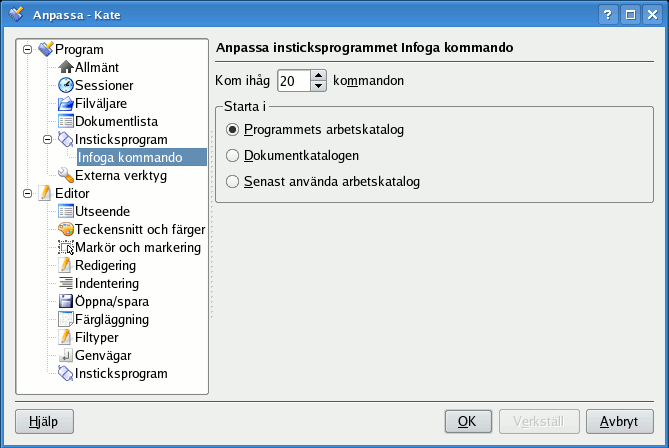 Anpassa - Kate
Program
Allmänt
Sessioner
Filväljare
Dokumentlista
Insticksprogram
Infoga kommando
Externa verktyg
Editor
Utseende
Teckensnitt och färger
Markör och markering
Redigering
Indentering
Öppna/spara
Färgläggning
Filtyper
Genvägar
Insticksprogram
Anpassa insticksprogrammet Infoga kommando
Kom ihåg 20 kommandon
Starta i
Programmets arbetskatalog
Dokumentkatalogen
Senast använda arbetskatalog
Hjälp OK Verkställ Avbryt